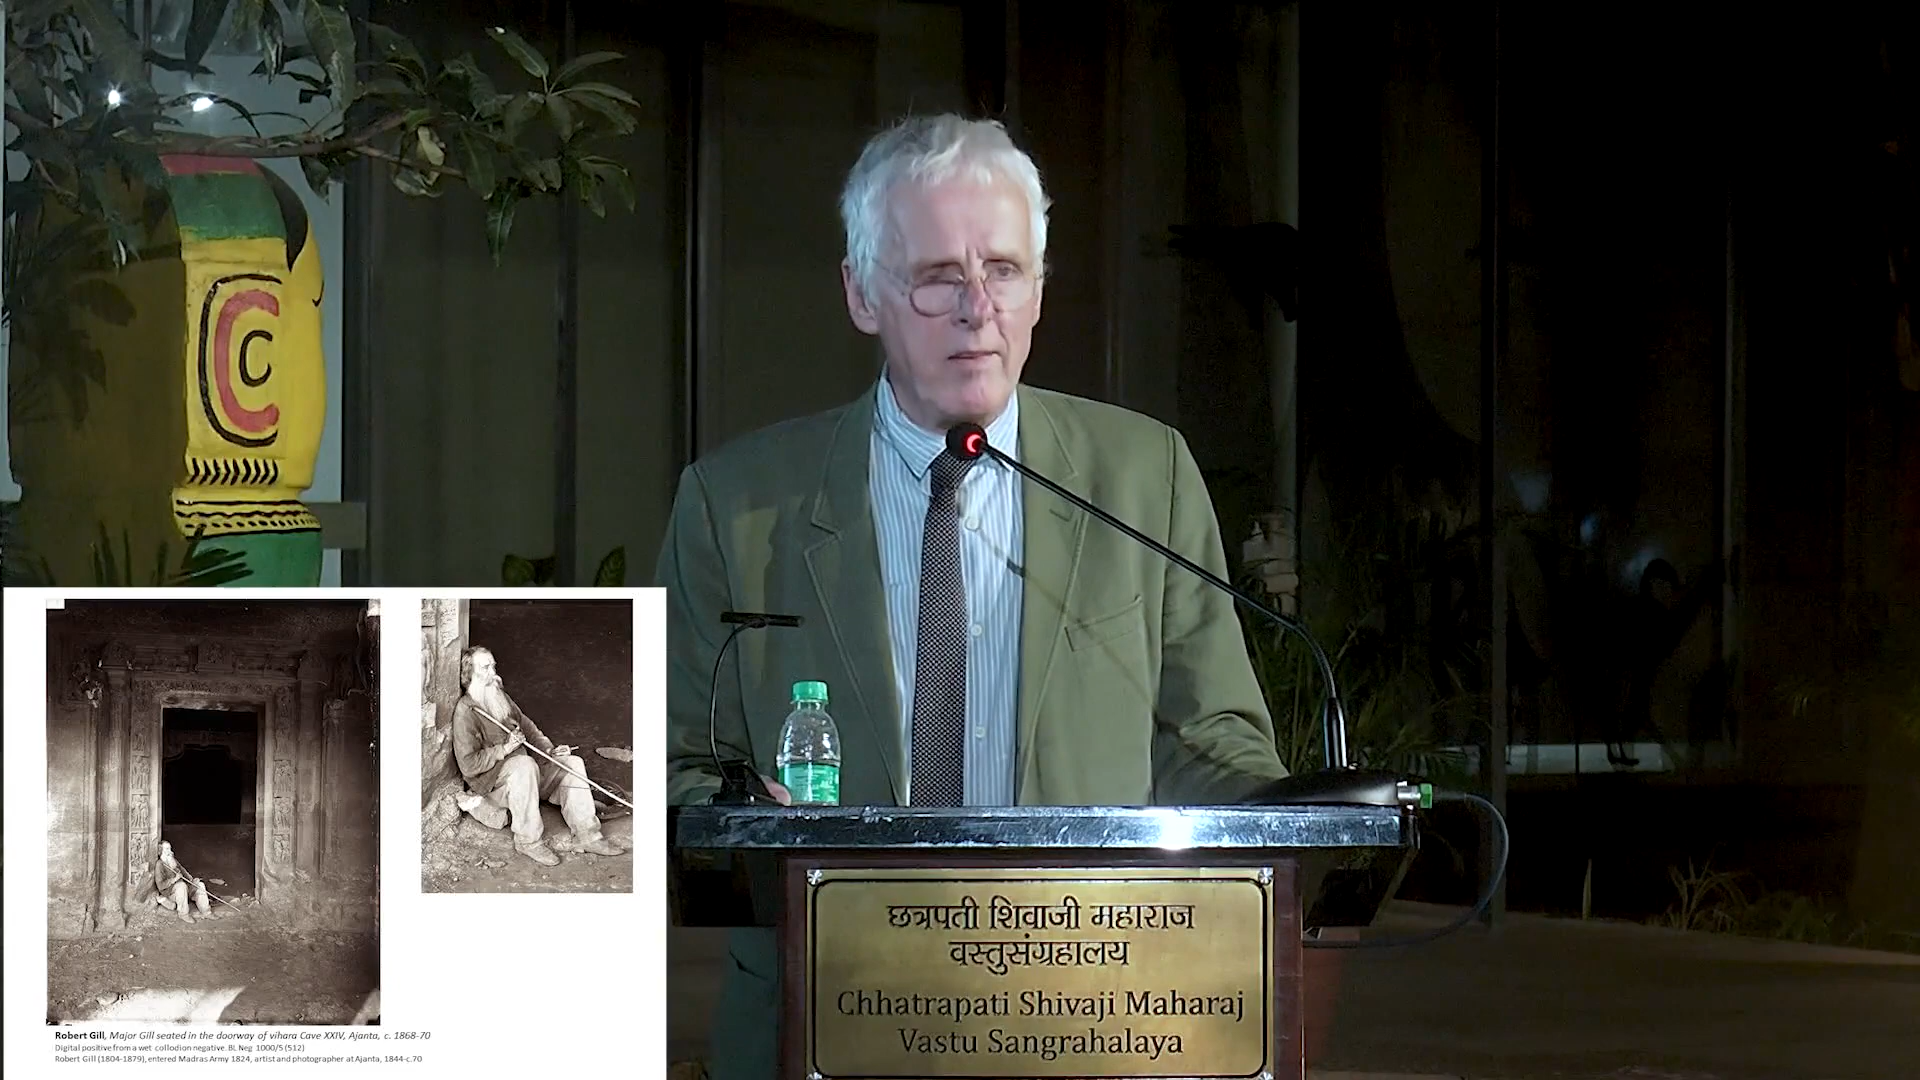 Robert Gill, Major Gill seated in the doorway of vihara Cave XXIV, Ajanta, c. 1868-70
Digital positive from a wet collodion negative. BL Neg 1000/5 (512)
Robert Gill (1804-1879), entered Madras Army 1824, artist and photographer at Ajanta, 1844-c.70
छत्रपती शिवाजी महाराज
वस्तुसंग्रहालय
Chhatrapati Shivaji Maharaj
Vastu Sangrahalaya